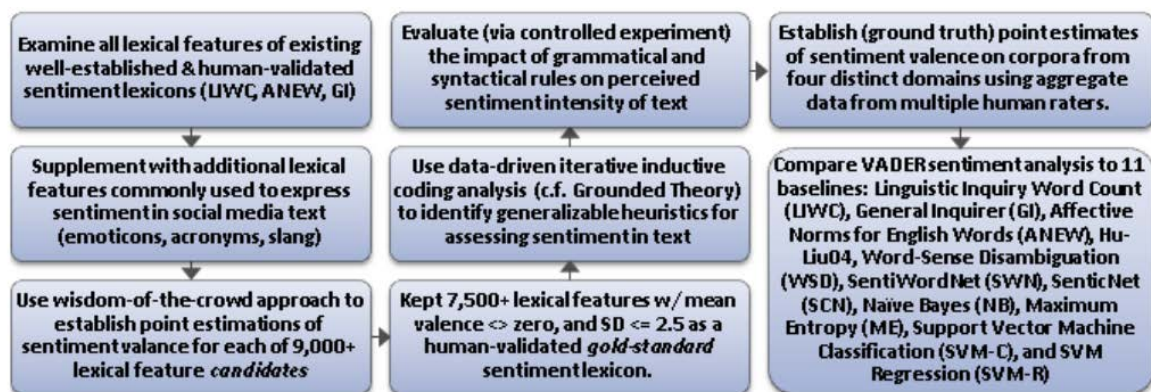 Examine all lexical features of existing
well-established & human-validated
sentiment lexicons (LIWC, ANEW, GI)
Supplement with additional lexical
features commonly used to express
sentiment in social media text
(emoticons, acronyms, slang)
Use wisdom-of-the-crowd approach to
establish point estimations of
sentiment valance for each of 9,000+
lexical feature candidates
Kept 7,500+ lexical features w/ mean
valence <> zero, and SD <= 2.5 as a
human-validated gold-standard
sentiment lexicon.
Use data-driven iterative inductive
coding analysis (c.f. Grounded Theory)
to identify generalizable heuristics for
assessing sentiment in text
Evaluate (via controlled experiment)
the impact of grammatical and
syntactical rules on perceived
sentiment intensity of text
Establish (ground truth) point estimates
of sentiment valence on corpora from
four distinct domains using aggregate
data from multiple human raters.
Compare VADER sentiment analysis to 11
baselines: Linguistic Inquiry Word Count
(LIWC), General Inquirer (GI), Affective
Norms for English Words (ANEW), Hu-
Liu04, Word-Sense Disambiguation
(WSD), SentiWordNet (SWN), SenticNet
(SCN), Naïve Bayes (NB), Maximum
Entropy (ME), Support Vector Machine
Classification (SVM-C), and SVM
Regression (SVM-R)